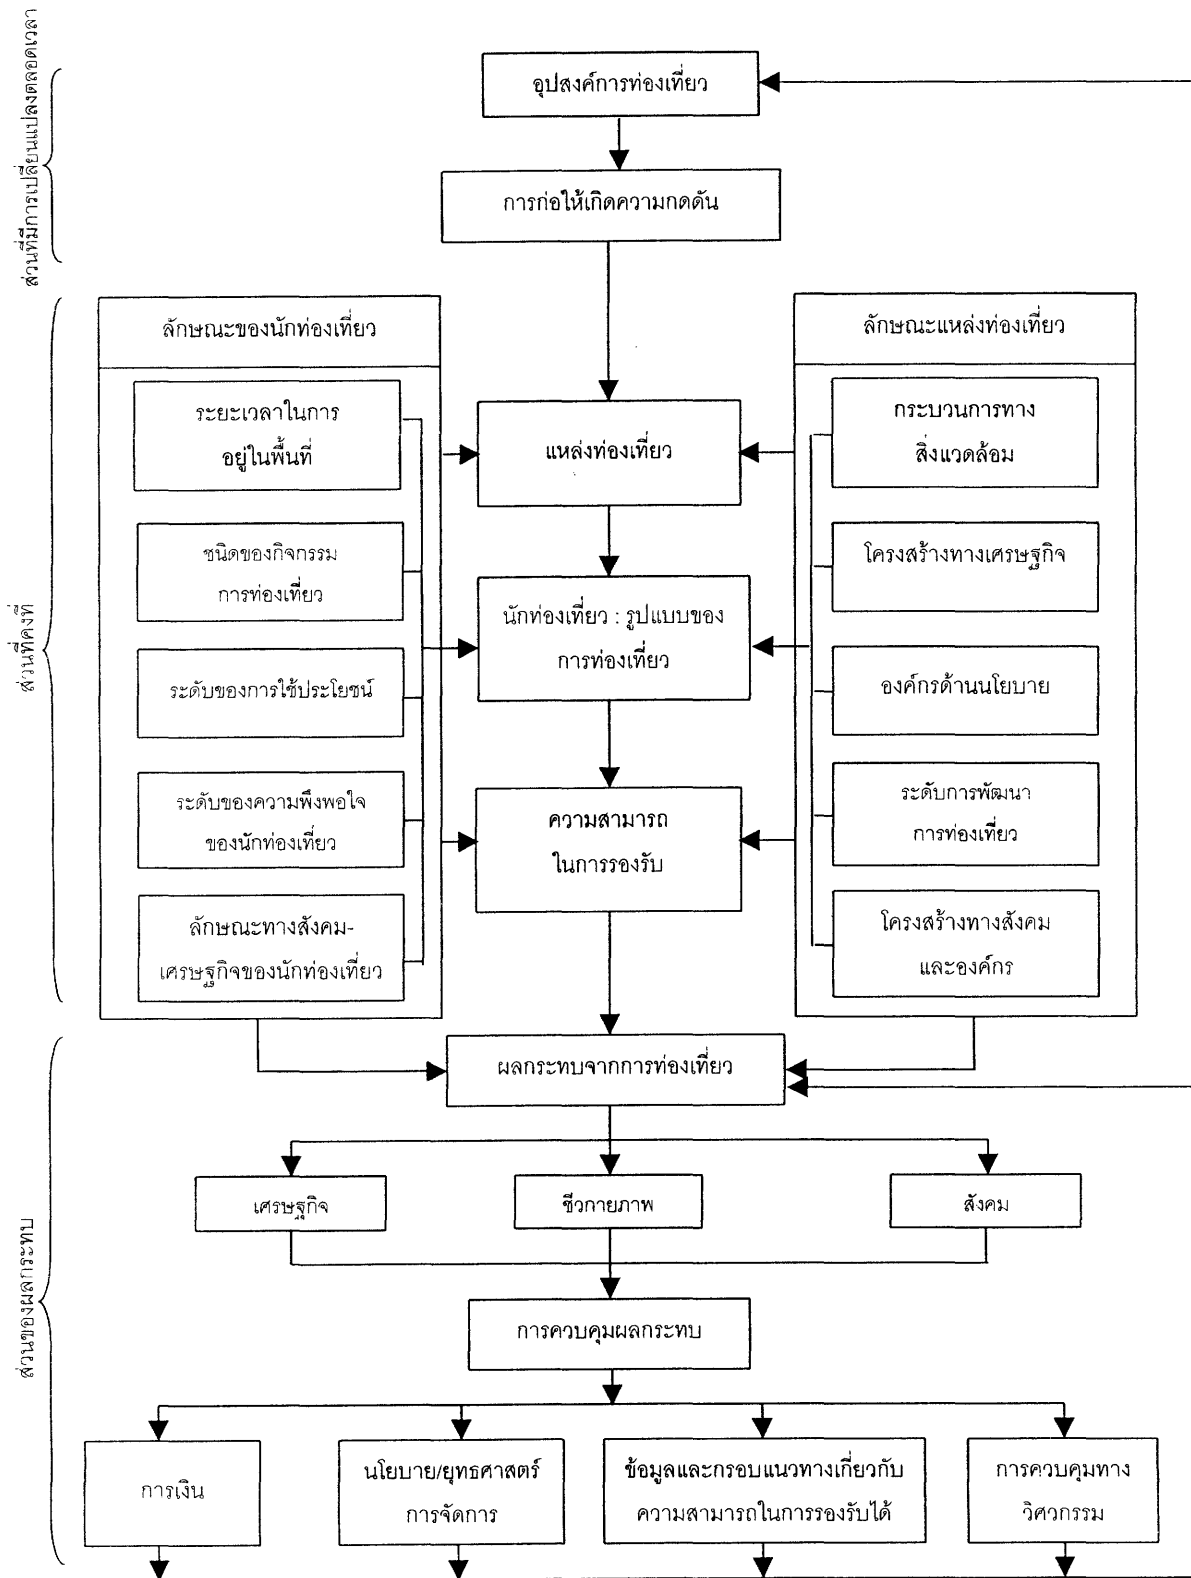 ส่วนที่มีการเปลี่ยนแปลงตลอดเวลา
อุปสงค์การท่องเที่ยว
การก่อให้เกิดความกดดัน
ส่วนที่คงที่
ลักษณะของนักท่องเที่ยว
ระยะเวลาในการ
อยู่ในพื้นที่
ชนิดของกิจกรรม
การท่องเที่ยว
ระดับของการใช้ประโยชน์
ระดับของความพึงพอใจ
ของนักท่องเที่ยว
ลักษณะทางสังคม-
เศรษฐกิจของนักท่องเที่ยว
แหล่งท่องเที่ยว
นักท่องเที่ยว : รูปแบบของ
การท่องเที่ยว
ความสามารถ
ในการรองรับ
ลักษณะแหล่งท่องเที่ยว
กระบวนการทาง
สิ่งแวดล้อม
โครงสร้างทางเศรษฐกิจ
องค์กรด้านนโยบาย
ระดับการพัฒนา
การท่องเที่ยว
โครงสร้างทางสังคม
และองค์กร
ส่วนของผลกระทบ
ผลกระทบจากการท่องเที่ยว
เศรษฐกิจ
ชีวกายภาพ
สังคม
การควบคุมผลกระทบ
การเงิน
นโยบาย/ยุทธศาสตร์
การจัดการ
ข้อมูลและกรอบแนวทางเกี่ยวกับ
ความสามารถในการรองรับได้
การควบคุมทาง
วิศวกรรม